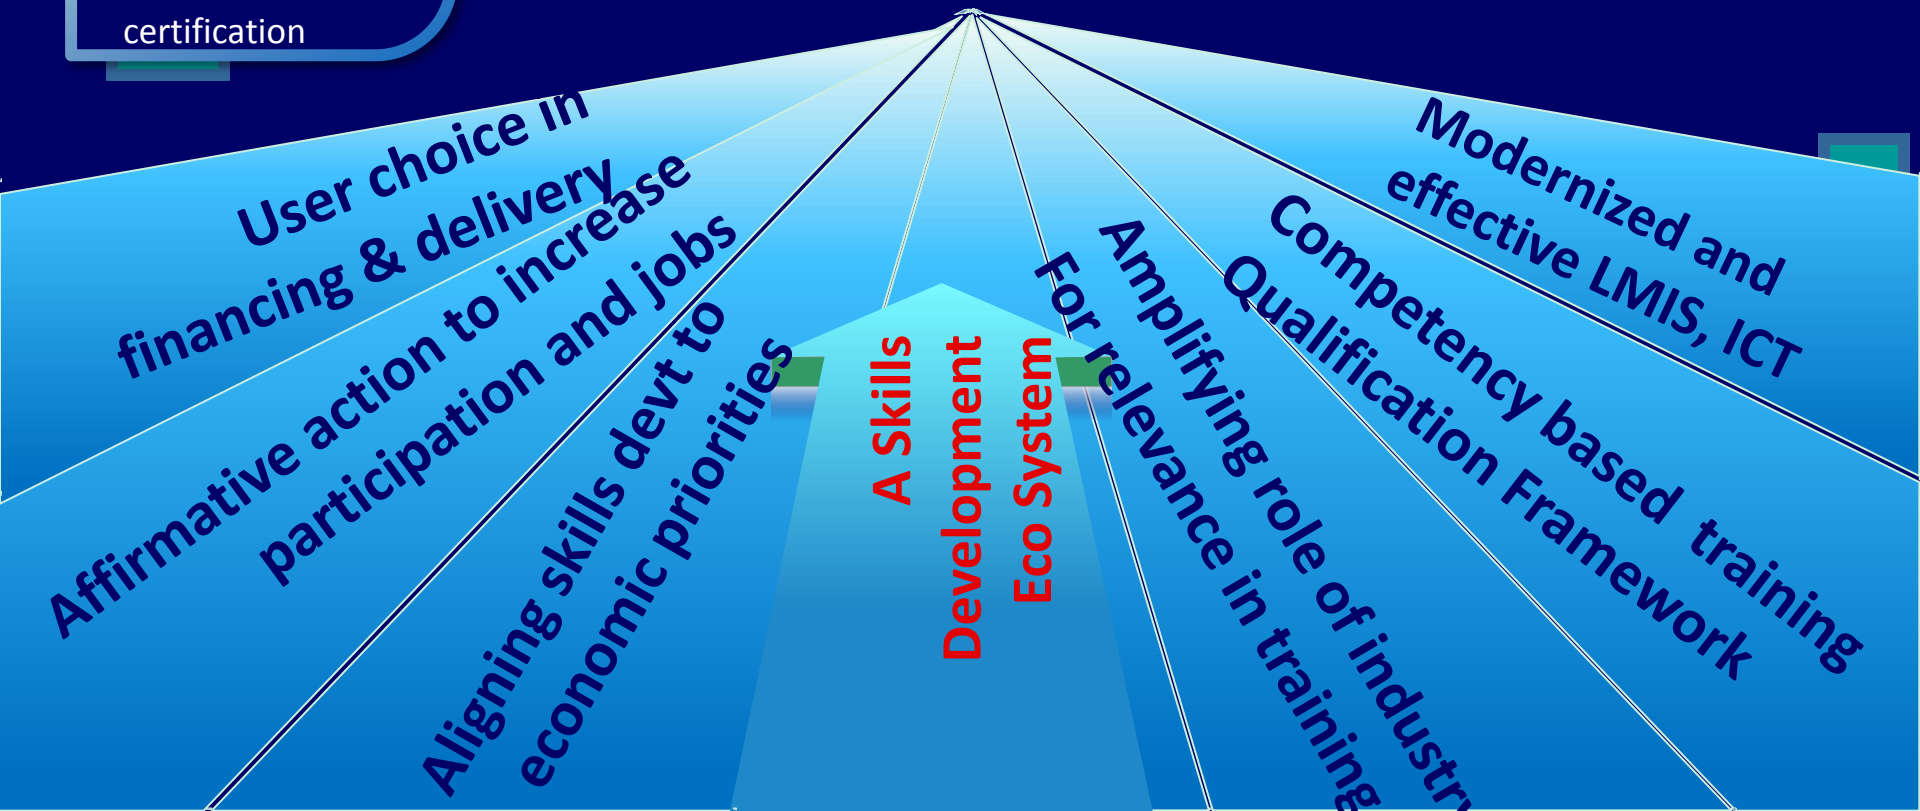 certification
User choice in
financing & delivery
Affirmative action to increase
participation and jobs
Aligning skills devt to
economic priorities
A Skills
Development
Eco System
Amplifying role of industry
For relevance in training
Competency based training
Qualification Framework
Modernized and
effective LMIS, ICT